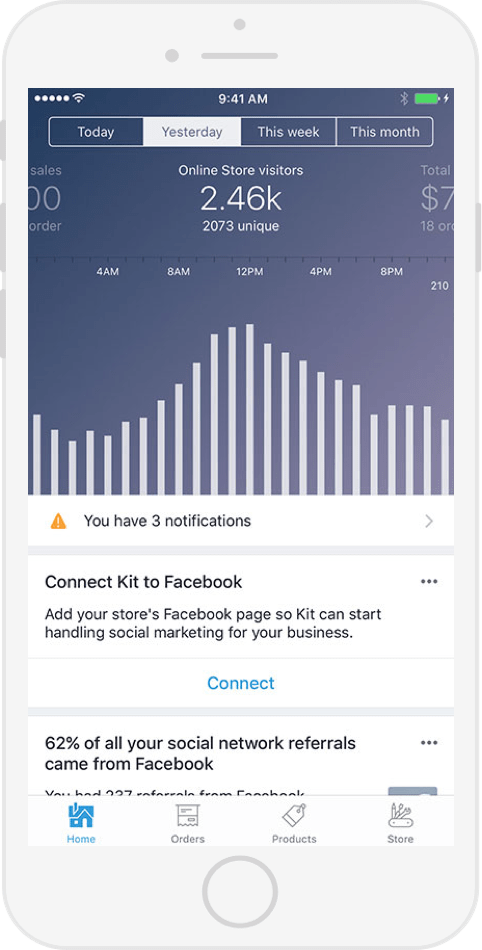 9:41 AM
Today Yesterday This week This month
sales Online Store visitors Total
00 2.46k $7
order 2073 unique 18 ord
4AM 8AM 12PM 4PM 8PM
210
You have 3 notifications
Connect Kit to Facebook
Add your store's Facebook page so Kit can start
handling social marketing for your business.
Connect
62% of all your social network referrals
came from Facebook
You had 237 referrals from Facebook
Home Orders Products Store